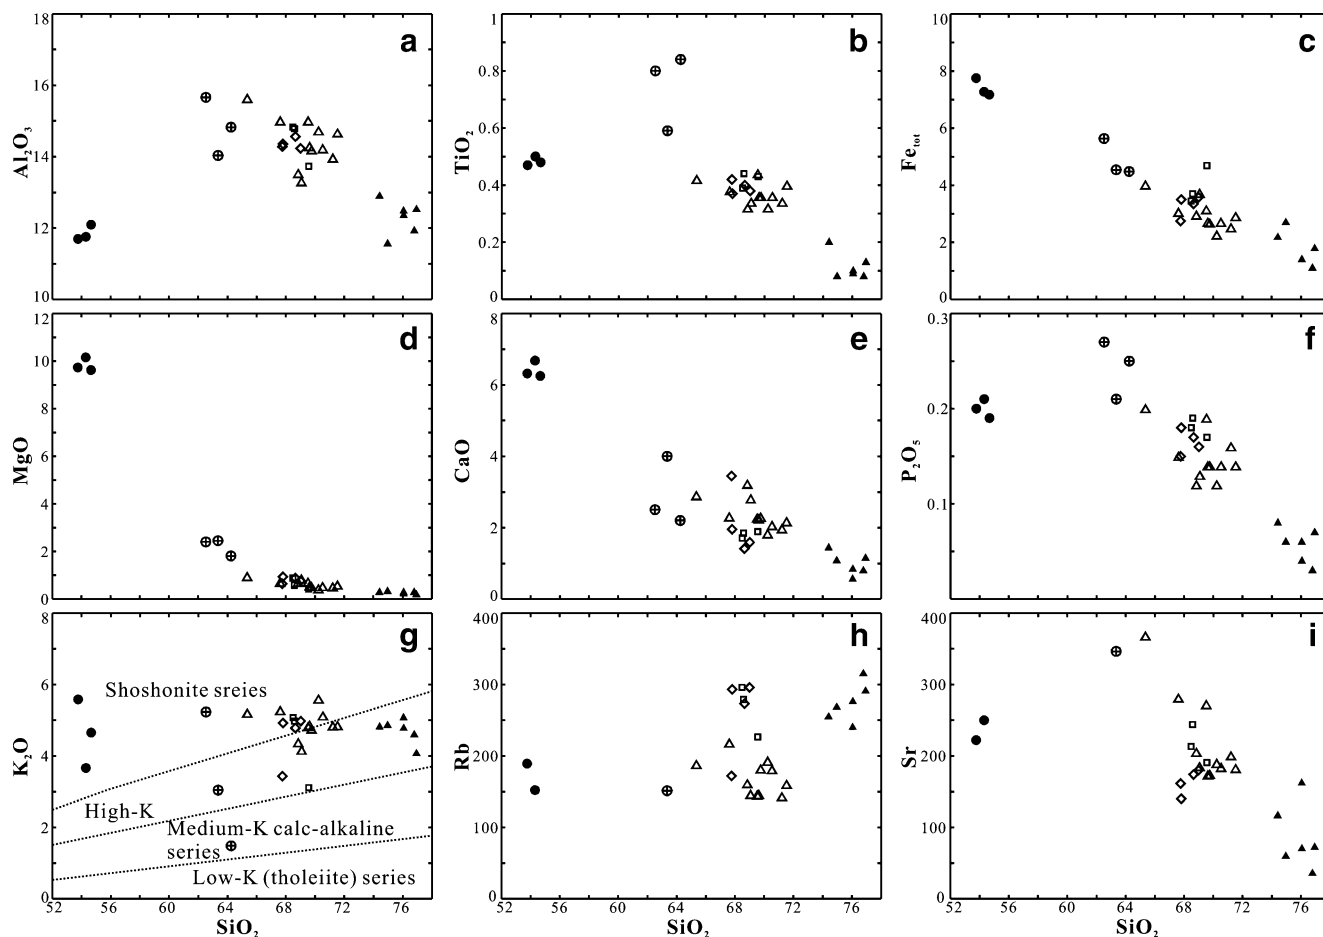 18
16
14
12
10
Al₂O₃
a
0.8
0.6
0.4
0.2
0
TiO₂
b
10
8
6
4
2
0
Fe_tot
c
12
10
8
6
4
2
0
MgO
d
8
6
4
2
0
CaO
e
0.3
0.2
0.1
P₂O₅
f
8
6
4
2
0
K₂O
g
Shoshonite sreies
High-K
Medium-K calc-alkaline
series
Low-K (tholeiite) series
52 56 60 64 68 72 76
SiO₂
400
300
200
100
0
Rb
h
52 56 60 64 68 72 76
SiO₂
400
300
200
100
0
Sr
i
52 56 60 64 68 72 76
SiO₂